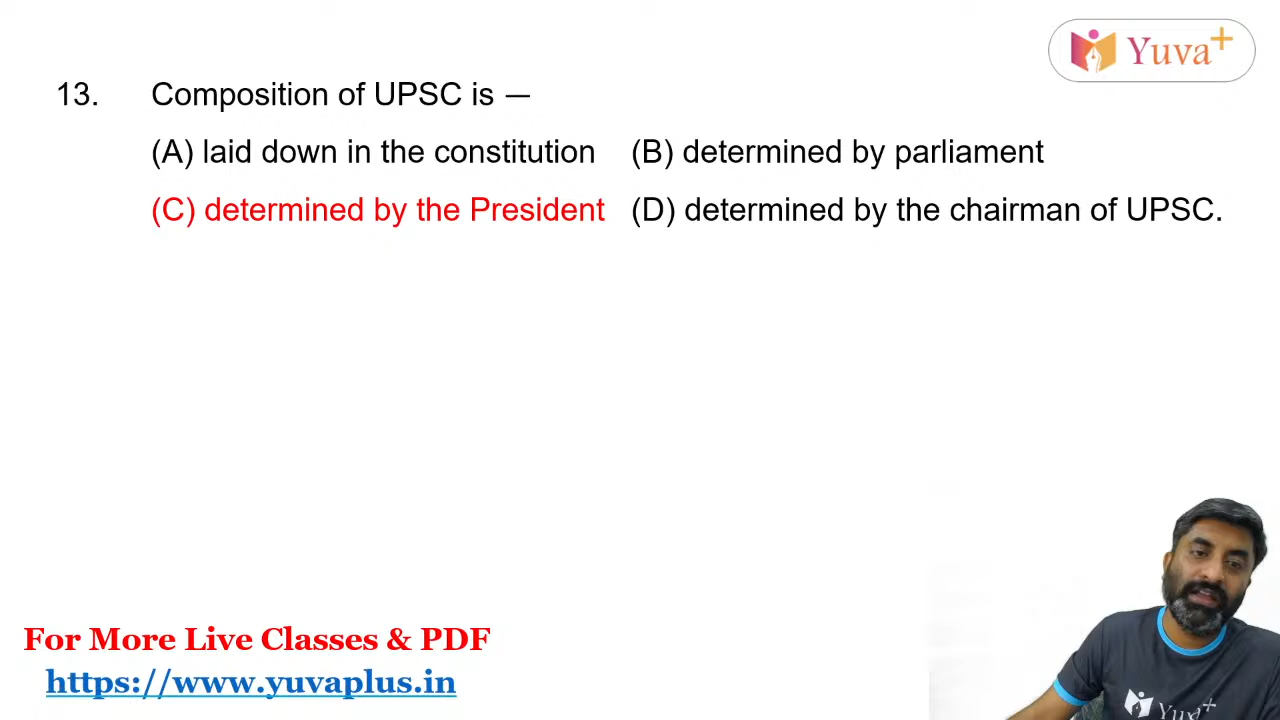 Yuva+
13. Composition of UPSC is —
(A) laid down in the constitution (B) determined by parliament
(C) determined by the President (D) determined by the chairman of UPSC.
For More Live Classes & PDF
https://www.yuvaplus.in
Yuva+